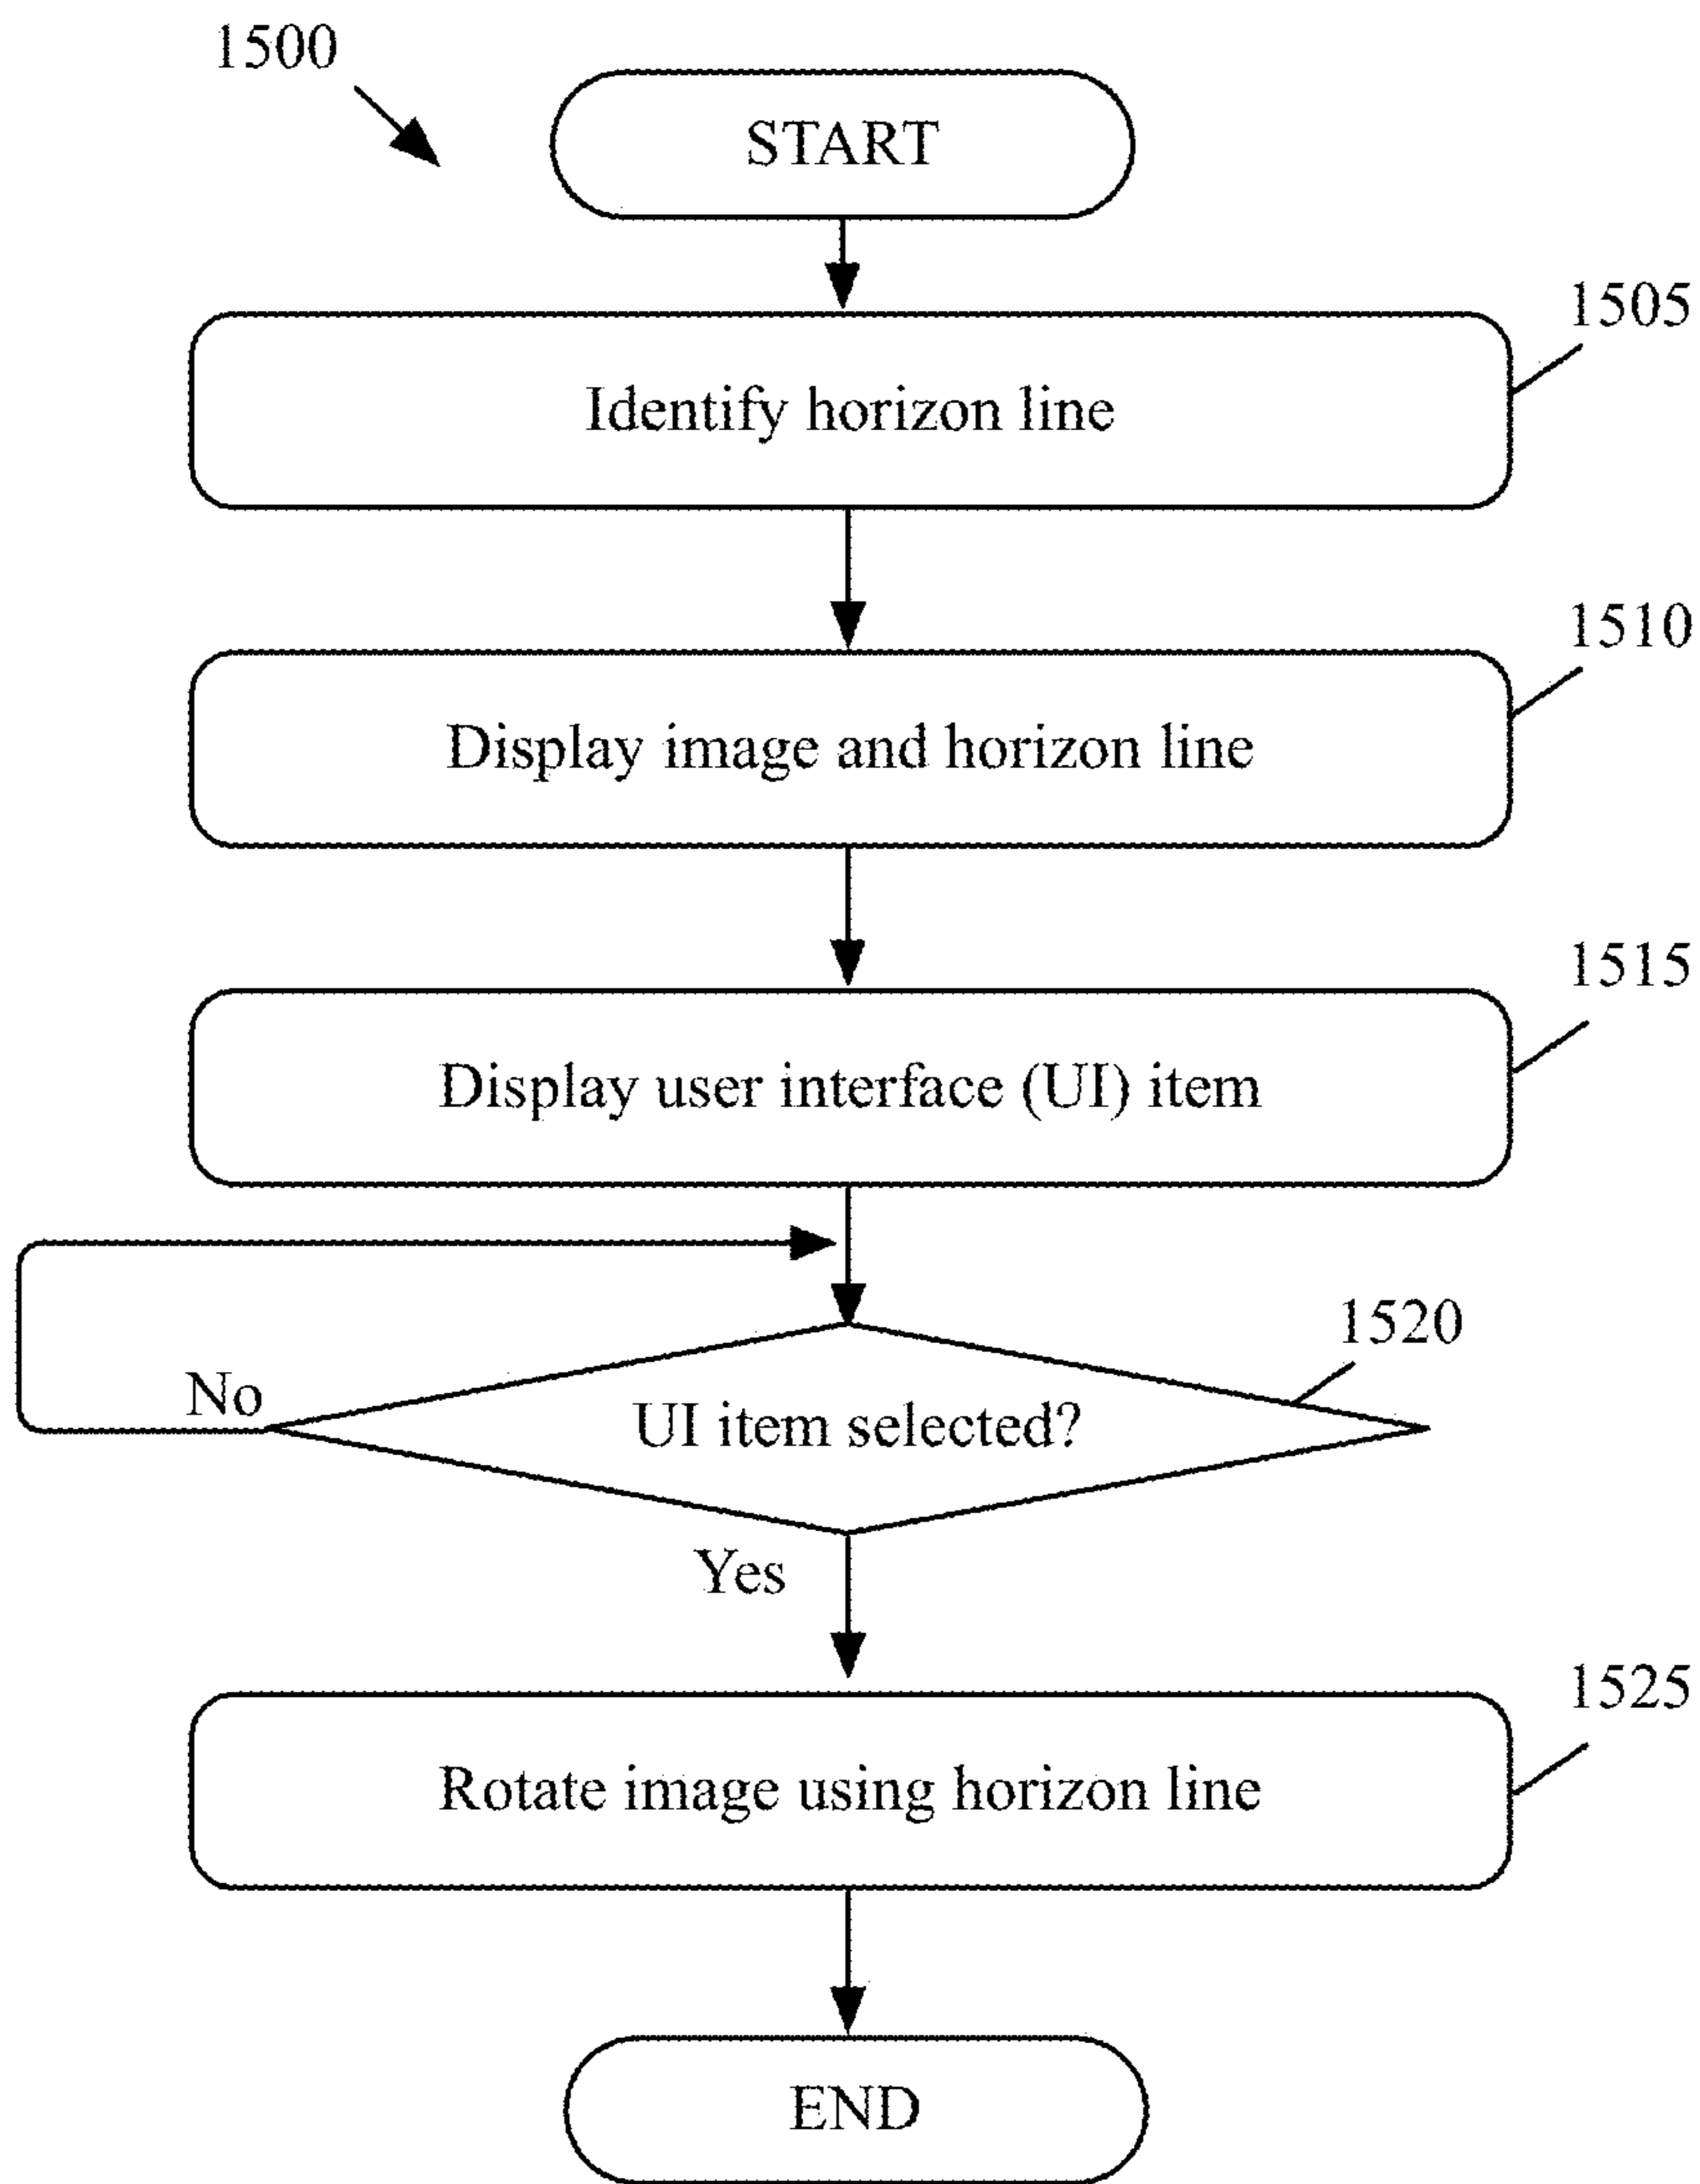 1500
START
1505
Identify horizon line
1510
Display image and horizon line
1515
Display user interface (UI) item
1520
No
UI item selected?
Yes
1525
Rotate image using horizon line
END